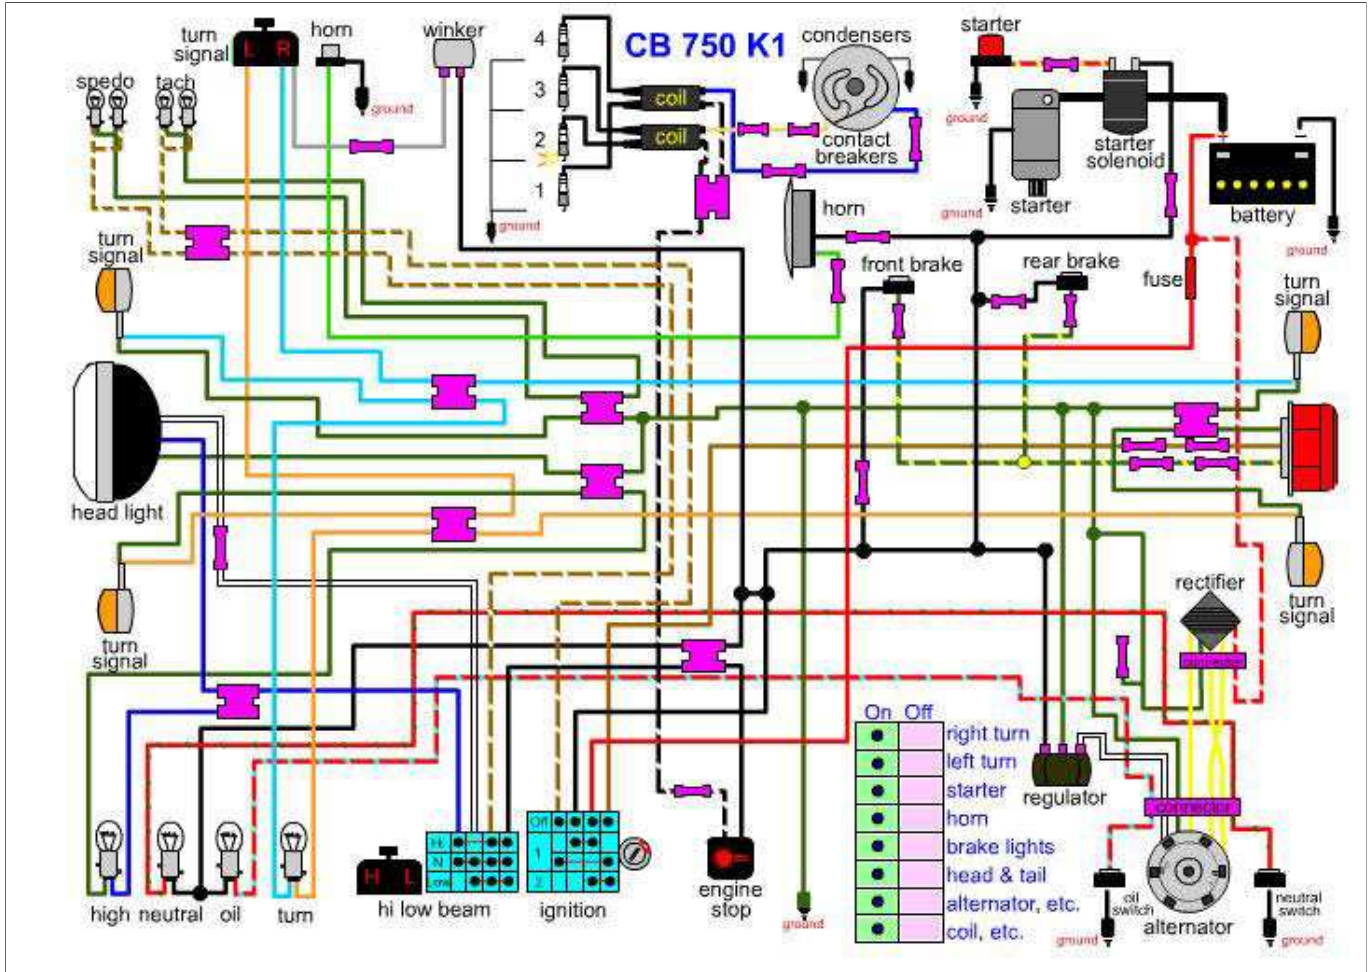 turn
signal
L R
horn
ground
winker
spedo
tach
4
3
2
1
ground
CB 750 K1
coil
coil
condensers
contact
breakers
starter
ground
starter
solenoid
starter
ground
battery
ground
horn
front brake
rear brake
fuse
turn
signal
turn
signal
head light
turn
signal
turn
signal
rectifier
connector
On Off
right turn
left turn
starter
horn
brake lights
head & tail
alternator, etc.
coil, etc.
regulator
connector
oil
switch
ground
alternator
neutral
switch
ground
high
neutral
oil
turn
H L
Hi
N
Low
hi low beam
Off
1
2
ignition
engine
stop
ground